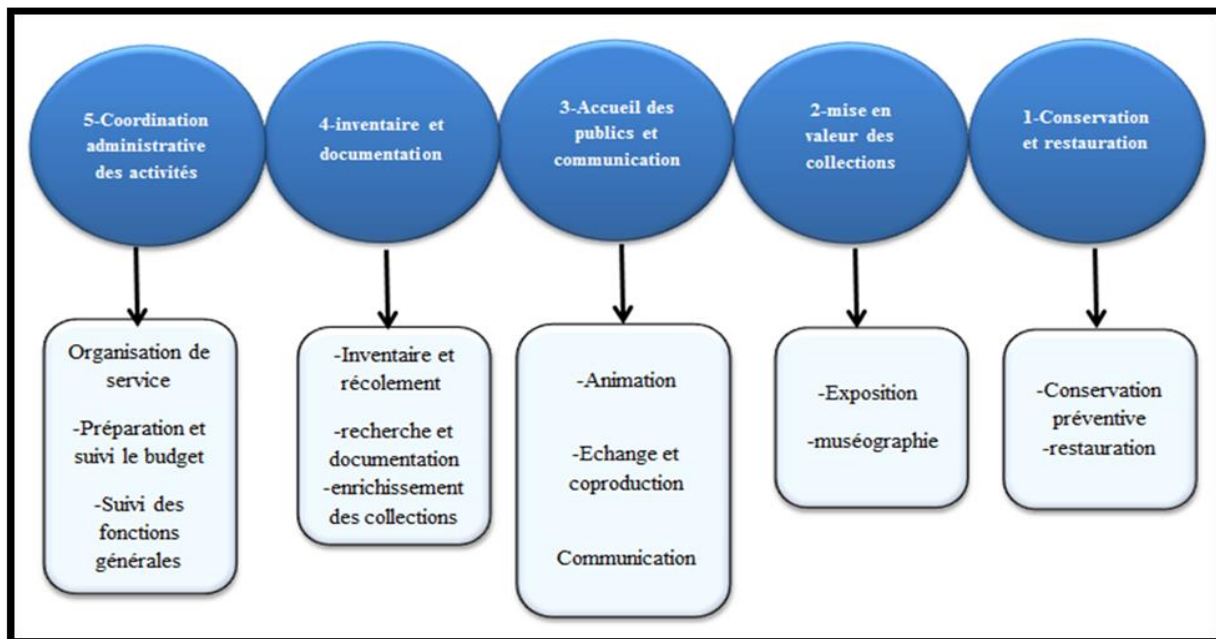 5-Coordination
administrative
des activités
4-inventaire et
documentation
3-Accueil des
publics et
communication
2-mise en
valeur des
collections
1-Conservation
et restauration
Organisation de
service
-Préparation et
suivi le budget
-Suivi des
fonctions
générales
-Inventaire et
récolement
-recherche et
documentation
-enrichissement
des collections
-Animation
-Echange et
coproduction
Communication
-Exposition
-muséographie
-Conservation
préventive
-restauration